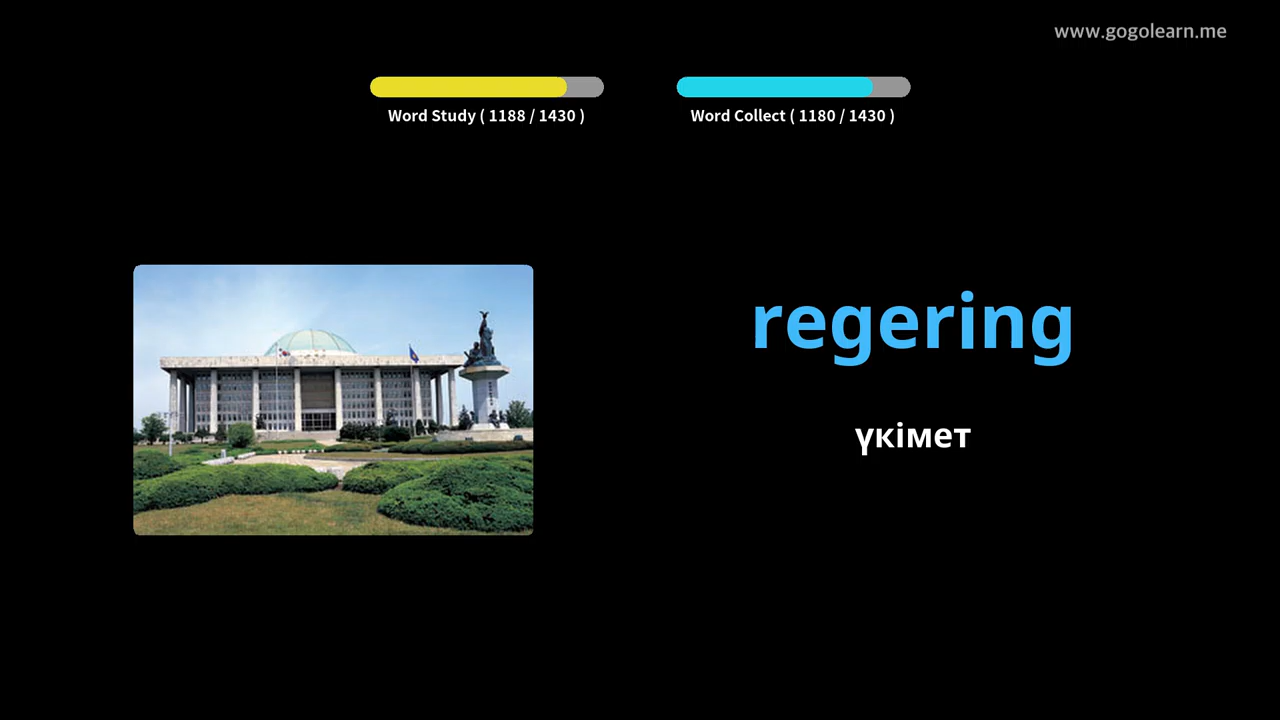 www.gogolearn.me
Word Study ( 1188 / 1430 )
Word Collect ( 1180 / 1430 )
regering
үкімет